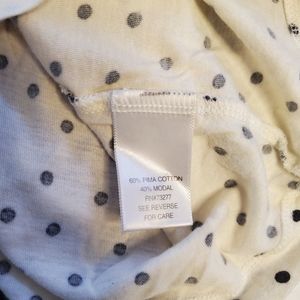 60% PIMA COTTON
40% MODAL
RN#73277
SEE REVERSE
FOR CARE